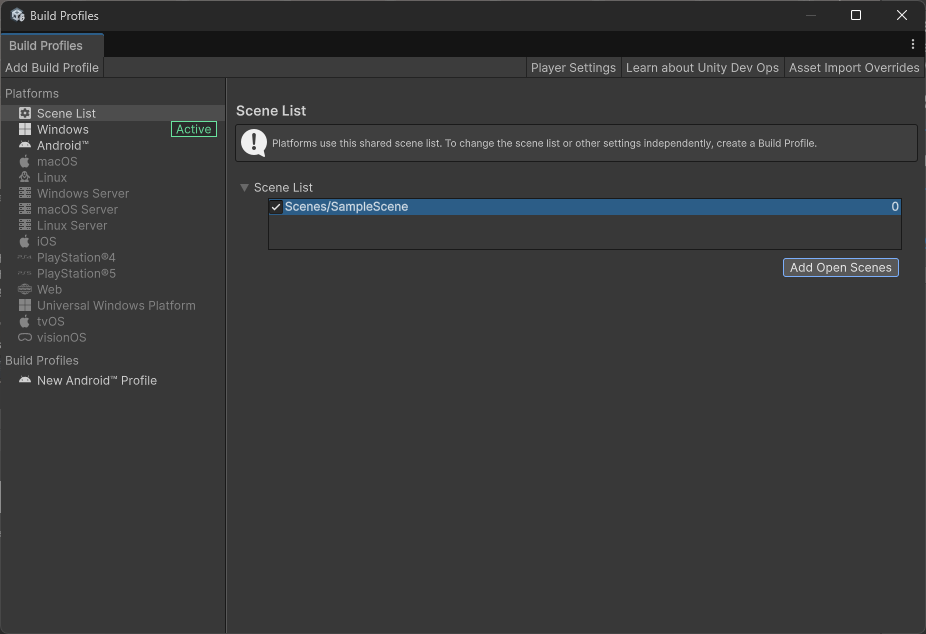 Build Profiles
Build Profiles
Add Build Profile
Player Settings
Learn about Unity Dev Ops
Asset Import Overrides
Platforms
Scene List
Windows
Active
Android™
macOS
Linux
Windows Server
macOS Server
Linux Server
iOS
PlayStation®4
PlayStation®5
Web
Universal Windows Platform
tvOS
visionOS
Build Profiles
New Android™ Profile
Scene List
Platforms use this shared scene list. To change the scene list or other settings independently, create a Build Profile.
Scene List
Scenes/SampleScene 0
Add Open Scenes